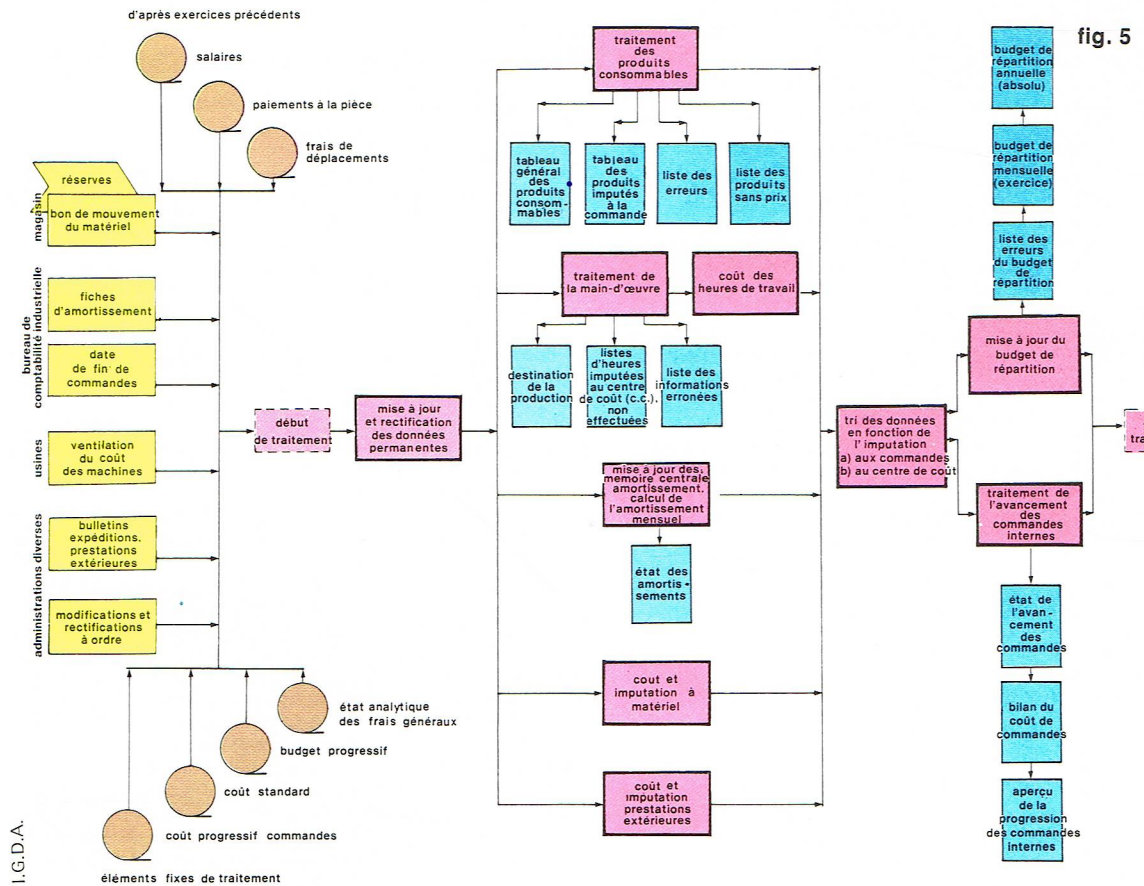 fig. 5
d'après exercices précédents
salaires
paiements à la pièce
frais de
déplacements
magasin
réserves
bon de mouvement
du matériel
bureau de
comptabilité industrielle
fiches
d'amortissement
date
de fin de
commandes
usines
ventilation
du coût
des machines
administrations diverses
bulletins
expéditions.
prestations
extérieures
modifications et
rectifications
à ordre
état analytique
des frais généraux
budget progressif
coût standard
coût progressif commandes
éléments fixes de traitement
I.G.D.A.
début
de traitement
mise à jour
et rectification
des données
permanentes
traitement
des
produits
consommables
tableau
général
des
produits
consom-
mables
tableau
des
produits
imputés
à la
commande
liste des
erreurs
liste
des
produits
sans prix
traitement de
la main-d'œuvre
coût des
heures de travail
destination
de la
production
listes
d'heures
imputées
au centre
de coût (c.c.).
non
effectuées
liste des
informations
erronées
mise à jour des
mémoire centrale
amortissement.
calcul de
l'amortissement
mensuel
état des
amortis-
sements
cout et
imputation à
matériel
coût et
imputation
prestations
extérieures
tri des données
en fonction de
l'imputation
a) aux commandes
b) au centre de coût
budget de
répartition
annuelle
(absolu)
budget de
répartition
mensuelle
(exercice)
liste des
erreurs
du budget
de
répartition
mise à jour du
budget de
répartition
traitement de
l'avancement
des
commandes
internes
état de
l'avan-
cement
des
commandes
bilan du
coût de
commandes
aperçu
de la
progression
des commandes
internes